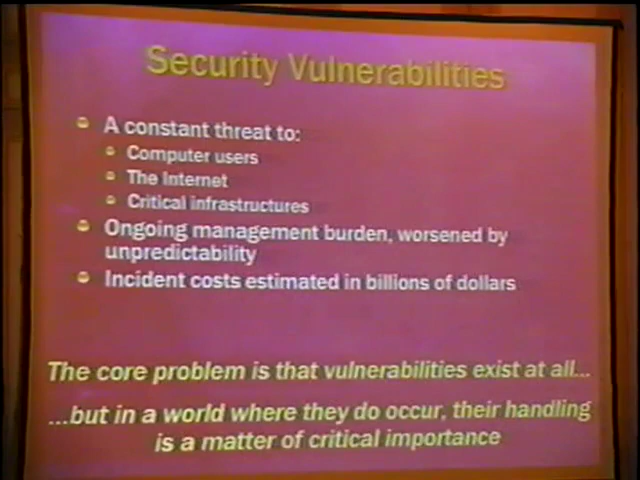 Security Vulnerabilities
A constant threat to:
Computer users
The Internet
Critical infrastructures
Ongoing management burden, worsened by
unpredictability
Incident costs estimated in billions of dollars
The core problem is that vulnerabilities exist at all...
...but in a world where they do occur, their handling
is a matter of critical importance